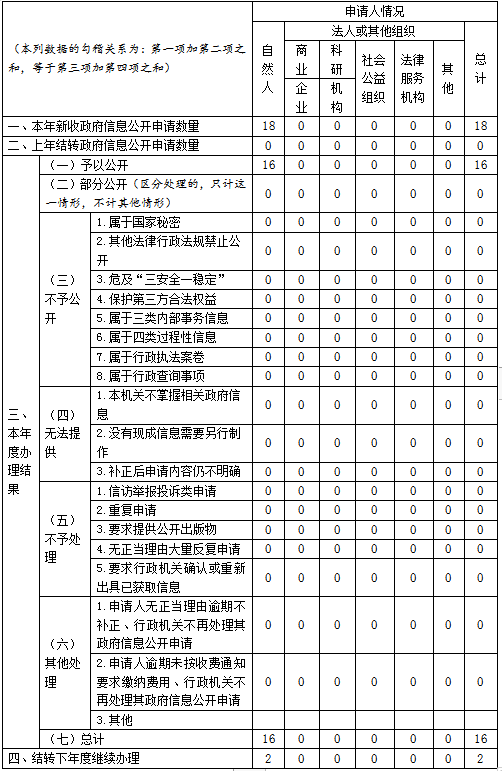 （本列数据的勾稽关系为：第一项加第二项之
和，等于第三项加第四项之和）
申请人情况
自然人
法人或其他组织
总计
商业企业
科研机构
社会公益组织
法律服务机构
其他
一、本年新收政府信息公开申请数量 18 0 0 0 0 0 18
二、上年结转政府信息公开申请数量 0 0 0 0 0 0 0
三、本年度办理结果
（一）予以公开 16 0 0 0 0 0 16
（二）部分公开（区分处理的，只计这
一情形，不计其他情形） 0 0 0 0 0 0 0
（三）不予公开
1.属于国家秘密 0 0 0 0 0 0 0
2.其他法律行政法规禁止公
开 0 0 0 0 0 0 0
3.危及“三安全一稳定” 0 0 0 0 0 0 0
4.保护第三方合法权益 0 0 0 0 0 0 0
5.属于三类内部事务信息 0 0 0 0 0 0 0
6.属于四类过程性信息 0 0 0 0 0 0 0
7.属于行政执法案卷 0 0 0 0 0 0 0
8.属于行政查询事项 0 0 0 0 0 0 0
（四）无法提供
1.本机关不掌握相关政府信
息 0 0 0 0 0 0 0
2.没有现成信息需要另行制
作 0 0 0 0 0 0 0
3.补正后申请内容仍不明确 0 0 0 0 0 0 0
（五）不予处理
1.信访举报投诉类申请 0 0 0 0 0 0 0
2.重复申请 0 0 0 0 0 0 0
3.要求提供公开出版物 0 0 0 0 0 0 0
4.无正当理由大量反复申请 0 0 0 0 0 0 0
5.要求行政机关确认或重新
出具已获取信息 0 0 0 0 0 0 0
（六）其他处理
1.申请人无正当理由逾期不
补正、行政机关不再处理其
政府信息公开申请 0 0 0 0 0 0 0
2.申请人逾期未按收费通知
要求缴纳费用、行政机关不
再处理其政府信息公开申请 0 0 0 0 0 0 0
3.其他
（七）总计 16 0 0 0 0 0 16
四、结转下年度继续办理 2 0 0 0 0 0 2